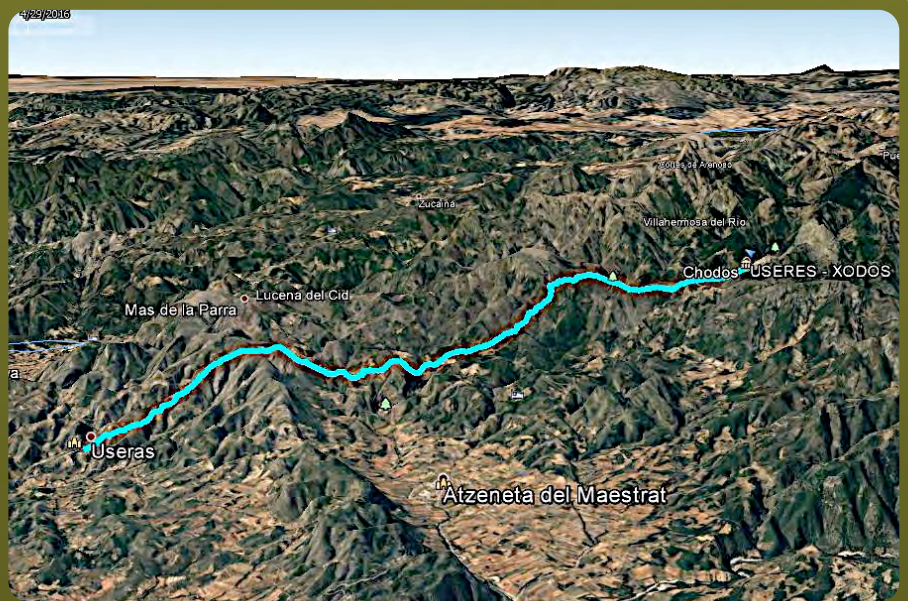 4/29/2016
Zucaina
Villahermosa del Río
Chodos
USERES - XODOS
Lucena del Cid
Mas de la Parra
Useras
Atzeneta del Maestrat